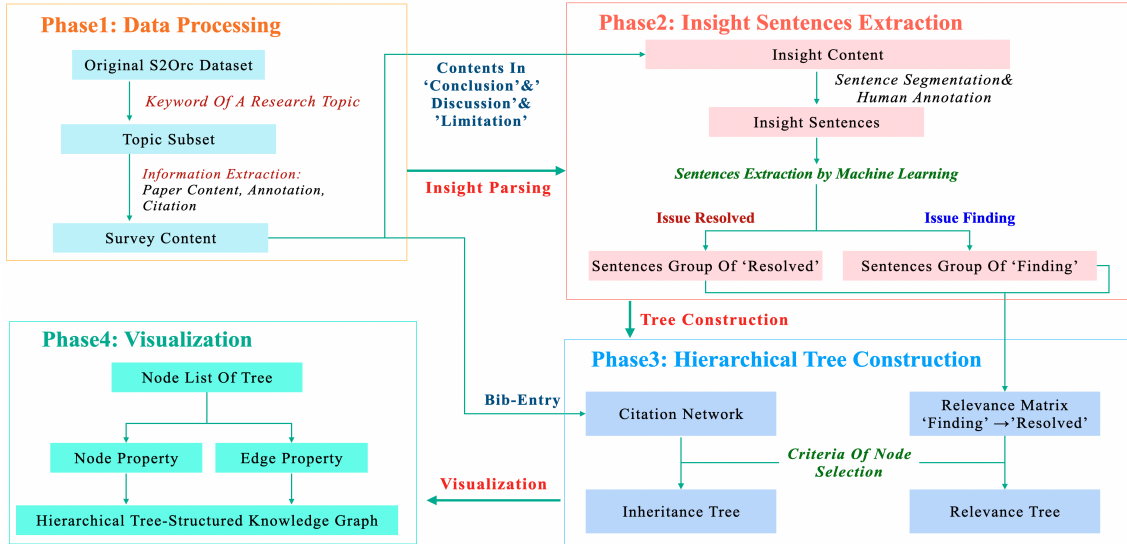 Phase1: Data Processing
Original S2Orc Dataset
Keyword Of A Research Topic
Topic Subset
Information Extraction:
Paper Content, Annotation,
Citation
Survey Content
Contents In
‘Conclusion’&’
Discussion’&
’Limitation’
Insight Parsing
Phase2: Insight Sentences Extraction
Insight Content
Sentence Segmentation&
Human Annotation
Insight Sentences
Sentences Extraction by Machine Learning
Issue Resolved
Issue Finding
Sentences Group Of ‘Resolved’
Sentences Group Of ‘Finding’
Tree Construction
Phase3: Hierarchical Tree Construction
Bib-Entry
Citation Network
Relevance Matrix
‘Finding’ →’Resolved’
Criteria Of Node
Selection
Inheritance Tree
Relevance Tree
Visualization
Phase4: Visualization
Node List Of Tree
Node Property
Edge Property
Hierarchical Tree-Structured Knowledge Graph